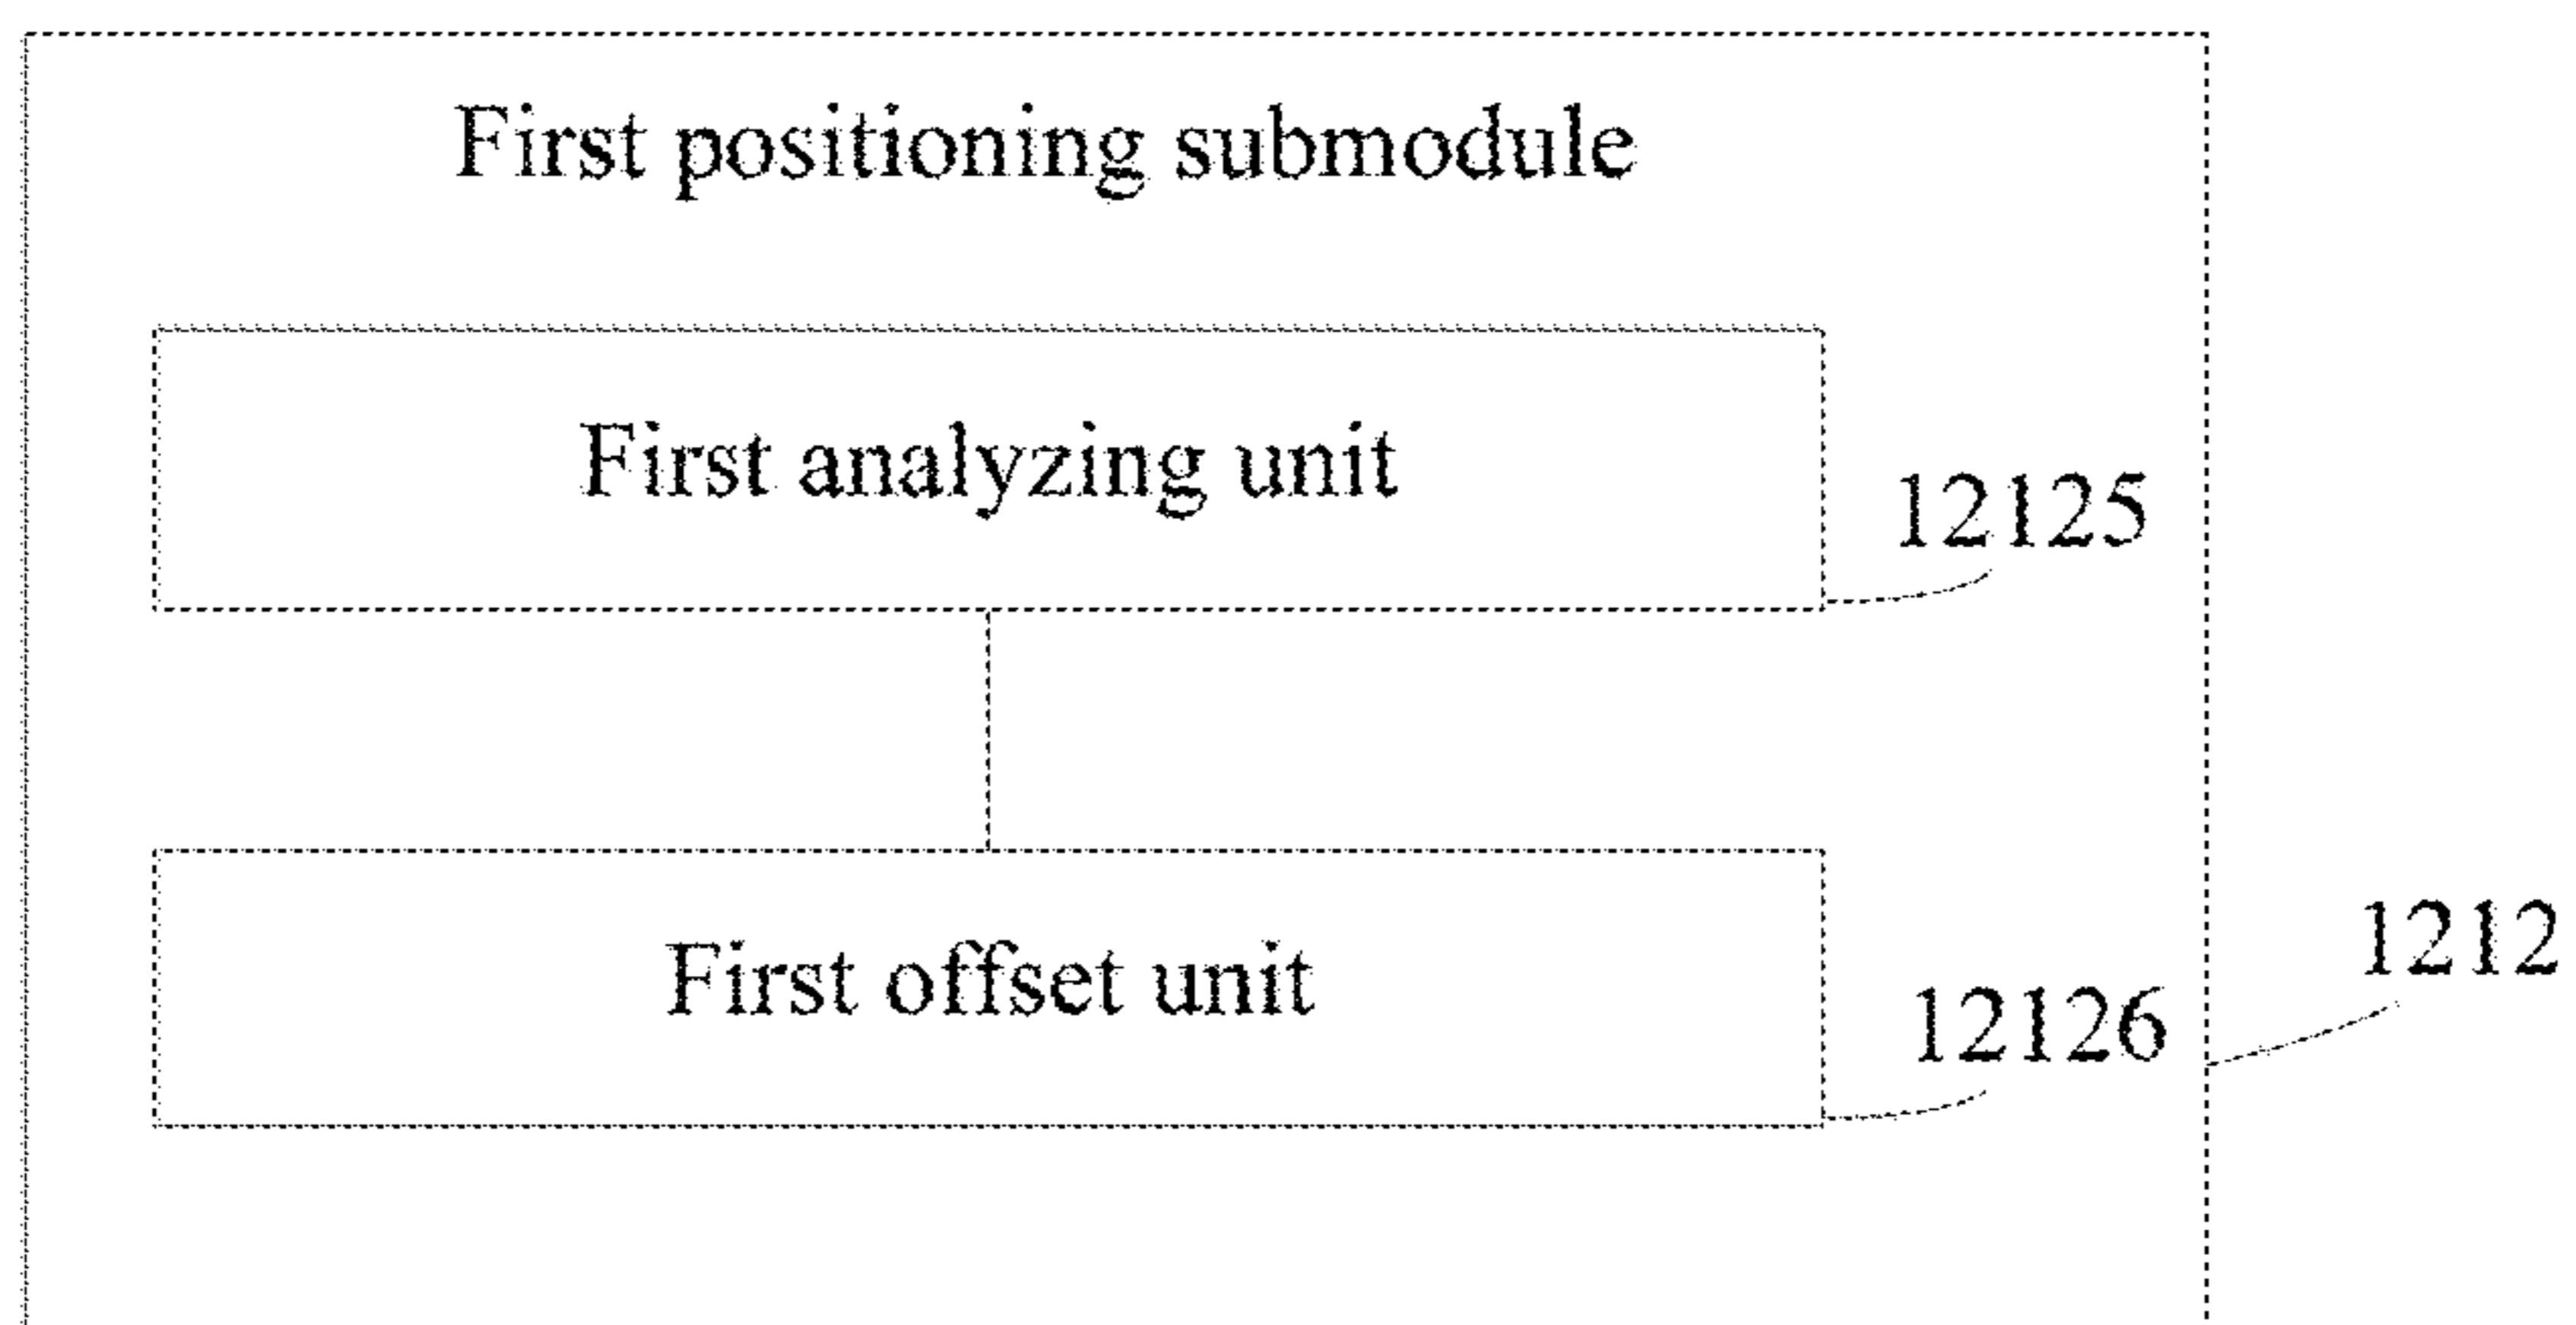 First positioning submodule
First analyzing unit
12125
First offset unit
12126
1212